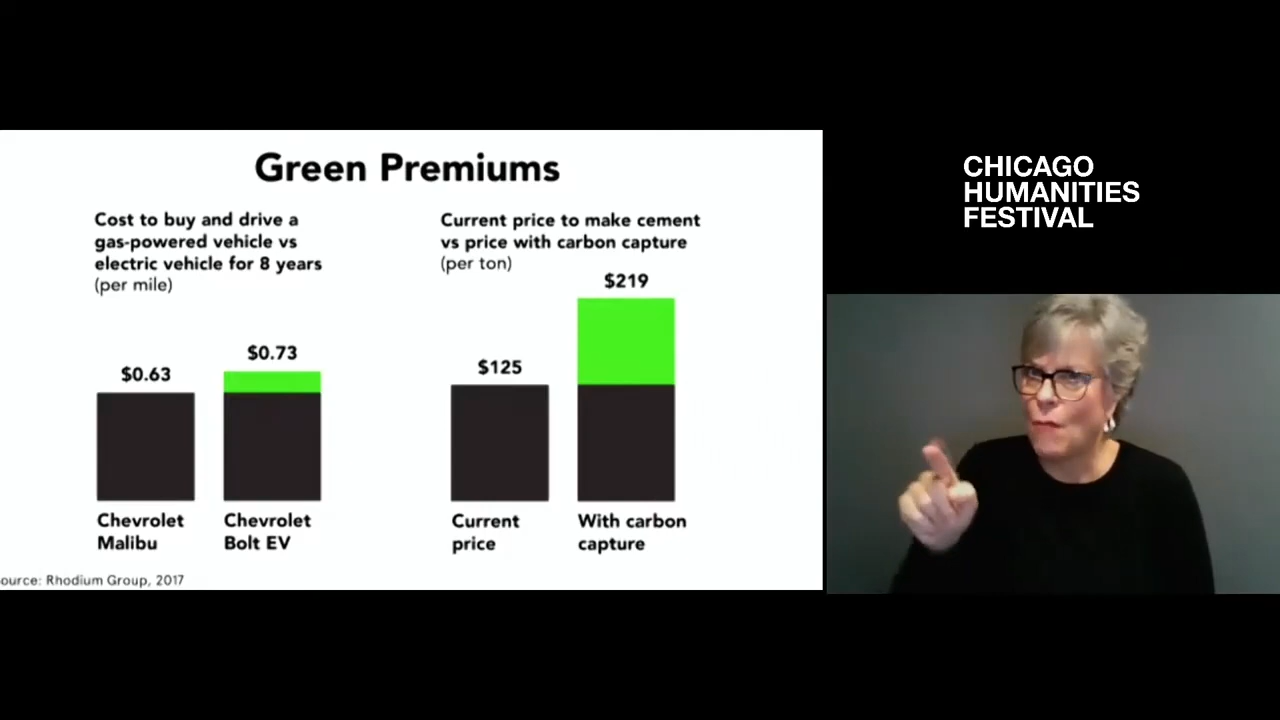 Green Premiums
Cost to buy and drive a
gas-powered vehicle vs
electric vehicle for 8 years
(per mile)
$0.63
$0.73
Chevrolet
Malibu
Chevrolet
Bolt EV
Current price to make cement
vs price with carbon capture
(per ton)
$125
$219
Current
price
With carbon
capture
ource: Rhodium Group, 2017
CHICAGO
HUMANITIES
FESTIVAL